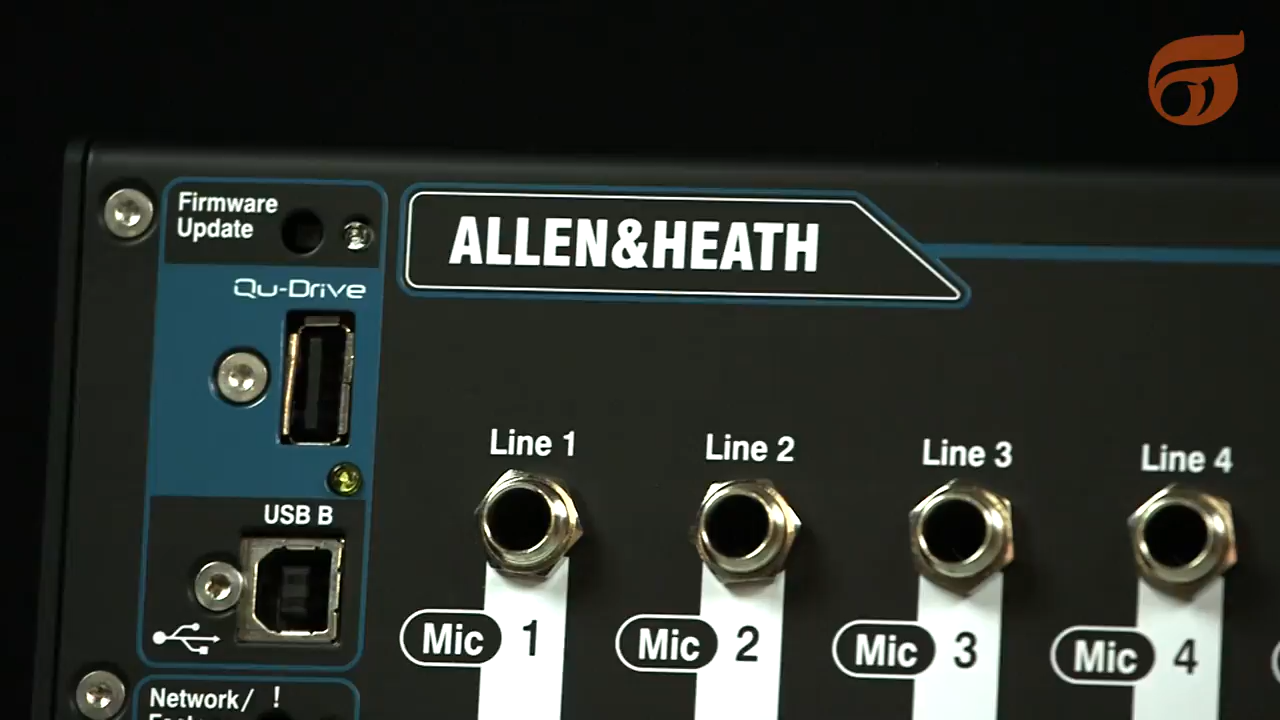 Firmware
Update
ALLEN&HEATH
Qu-Drive
Line 1
Line 2
Line 3
Line 4
USB B
Mic 1
Mic 2
Mic 3
Mic 4
Network/ !